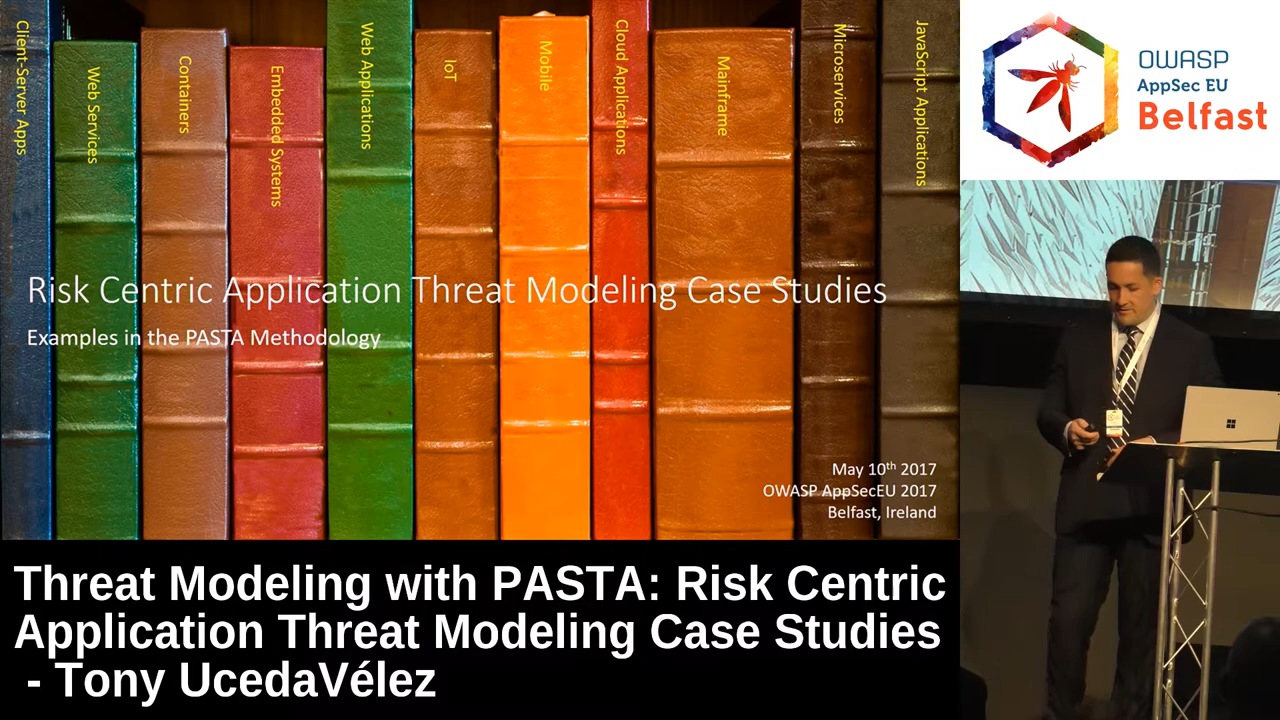 Client-Server Apps
Web Services
Containers
Embedded Systems
Web Applications
IoT
Mobile
Cloud Applications
Mainframe
Microservices
JavaScript Applications
Risk Centric Application Threat Modeling Case Studies
Examples in the PASTA Methodology
May 10th 2017
OWASP AppSecEU 2017
Belfast, Ireland
OWASP
AppSec EU
Belfast
Threat Modeling with PASTA: Risk Centric
Application Threat Modeling Case Studies
- Tony UcedaVélez